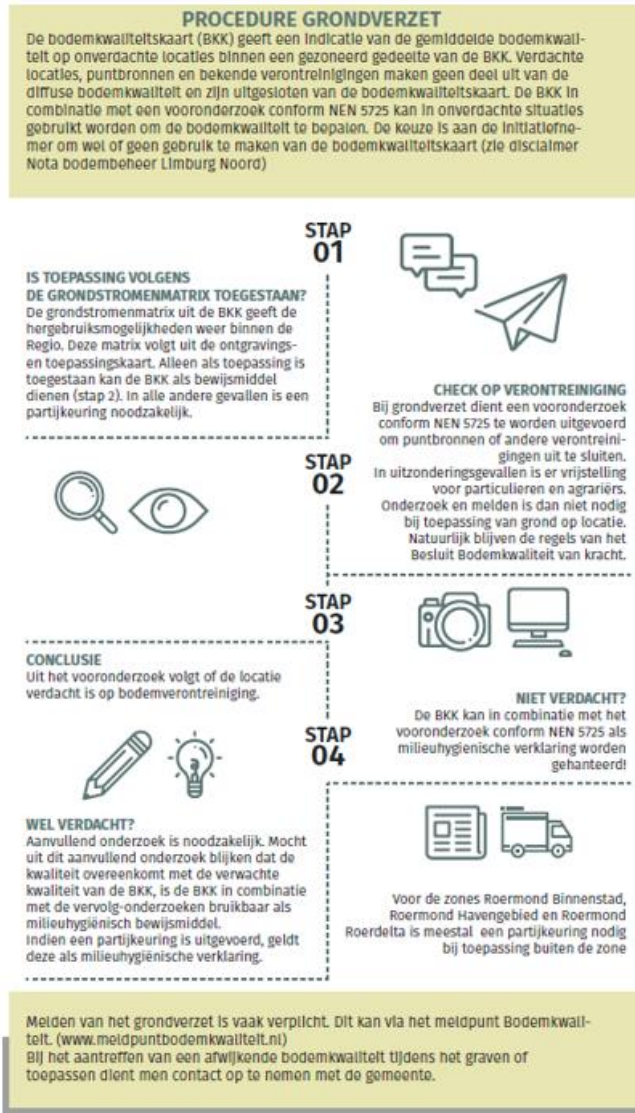 PROCEDURE GRONDVERZET
De bodemkwaliteitskaart (BKK) geeft een indicatie van de gemiddelde bodemkwali-
teit op onverdachte locaties binnen een gezoneerd gedeelte van de BKK. Verdachte
locaties, puntbronnen en bekende verontreinigingen maken geen deel uit van de
diffuse bodemkwaliteit en zijn uitgesloten van de bodemkwaliteitskaart. De BKK in
combinatie met een vooronderzoek conform NEN 5725 kan in onverdachte situaties
gebruikt worden om de bodemkwaliteit te bepalen. De keuze is aan de initiatiefne-
mer om wel of geen gebruik te maken van de bodemkwaliteitskaart (zie disclaimer
Nota bodembeheer Limburg Noord)
STAP
01
IS TOEPASSING VOLGENS
DE GRONDSTROMENMATRIX TOEGESTAAN?
De grondstromenmatrix uit de BKK geeft de
hergebruiksmogelijkheden weer binnen de
Regio. Deze matrix volgt uit de ontgravings-
en toepassingskaart. Alleen als toepassing is
toegestaan kan de BKK als bewijsmiddel
dienen (stap 2). In alle andere gevallen is een
partijkeuring noodzakelijk.
STAP
02
CHECK OP VERONTREINIGING
Bij grondverzet dient een vooronderzoek
conform NEN 5725 te worden uitgevoerd
om puntbronnen of andere verontreini-
gingen uit te sluiten.
In uitzonderingsgevallen is er vrijstelling
voor particulieren en agrariërs.
Onderzoek en melden is dan niet nodig
bij toepassing van grond op locatie.
Natuurlijk blijven de regels van het
Besluit Bodemkwaliteit van kracht.
STAP
03
CONCLUSIE
Uit het vooronderzoek volgt of de locatie
verdacht is op bodemverontreiniging.
NIET VERDACHT?
De BKK kan in combinatie met het
vooronderzoek conform NEN 5725 als
milieuhygienische verklaring worden
gehanteerd!
STAP
04
WEL VERDACHT?
Aanvullend onderzoek is noodzakelijk. Mocht
uit dit aanvullend onderzoek blijken dat de
kwaliteit overeenkomt met de verwachte
kwaliteit van de BKK, is de BKK in combinatie
met de vervolg-onderzoeken bruikbaar als
milieuhygiënisch bewijsmiddel.
Indien een partijkeuring is uitgevoerd, geldt
deze als milieuhygiënische verklaring.
Voor de zones Roermond Binnenstad,
Roermond Havengebied en Roermond
Roerdelta is meestal een partijkeuring nodig
bij toepassing buiten de zone
Melden van het grondverzet is vaak verplicht. Dit kan via het meldpunt Bodemkwali-
teit. (www.meldpuntbodemkwaliteit.nl)
Bij het aantreffen van een afwijkende bodemkwaliteit tijdens het graven of
toepassen dient men contact op te nemen met de gemeente.